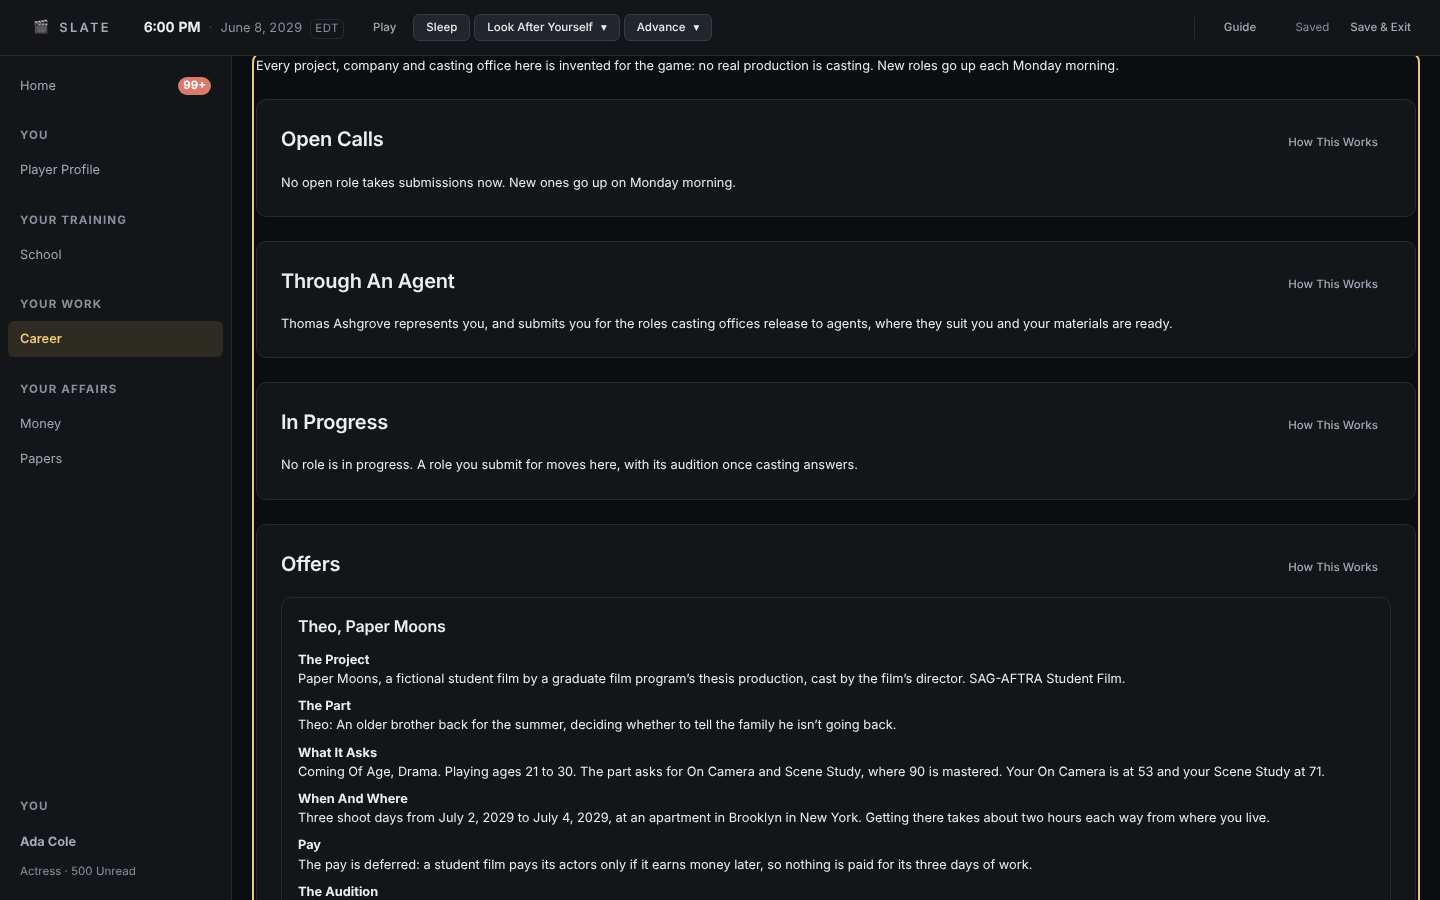 SLATE
6:00 PM · June 8, 2029 EDT
Play
Sleep
Look After Yourself ▾
Advance ▾
Guide
Saved
Save & Exit
Home
99+
YOU
Player Profile
YOUR TRAINING
School
YOUR WORK
Career
YOUR AFFAIRS
Money
Papers
YOU
Ada Cole
Actress · 500 Unread
Every project, company and casting office here is invented for the game: no real production is casting. New roles go up each Monday morning.
Open Calls
How This Works
No open role takes submissions now. New ones go up on Monday morning.
Through An Agent
How This Works
Thomas Ashgrove represents you, and submits you for the roles casting offices release to agents, where they suit you and your materials are ready.
In Progress
How This Works
No role is in progress. A role you submit for moves here, with its audition once casting answers.
Offers
How This Works
Theo, Paper Moons
The Project
Paper Moons, a fictional student film by a graduate film program’s thesis production, cast by the film’s director. SAG-AFTRA Student Film.
The Part
Theo: An older brother back for the summer, deciding whether to tell the family he isn’t going back.
What It Asks
Coming Of Age, Drama. Playing ages 21 to 30. The part asks for On Camera and Scene Study, where 90 is mastered. Your On Camera is at 53 and your Scene Study at 71.
When And Where
Three shoot days from July 2, 2029 to July 4, 2029, at an apartment in Brooklyn in New York. Getting there takes about two hours each way from where you live.
Pay
The pay is deferred: a student film pays its actors only if it earns money later, so nothing is paid for its three days of work.
The Audition